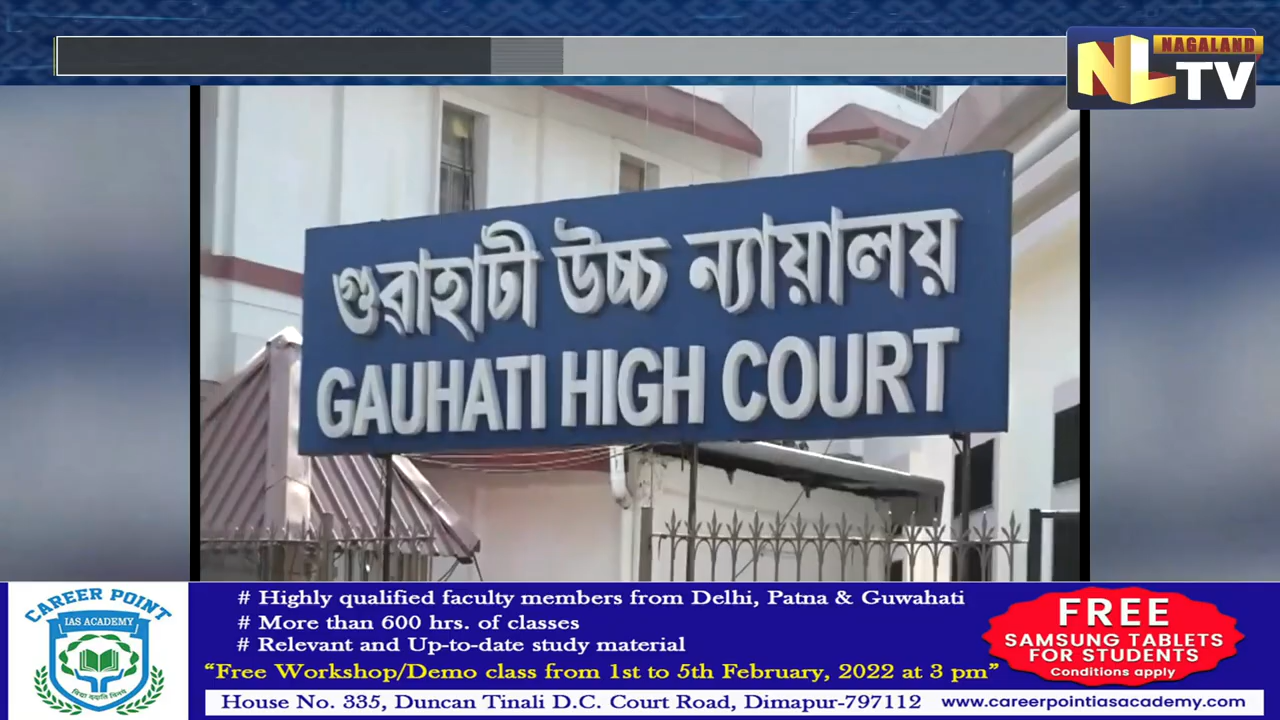 NAGALAND
NL TV
গুৱাহাটী উচ্চ ন্যায়ালয়
GAUHATI HIGH COURT
CAREER POINT
IAS ACADEMY
# Highly qualified faculty members from Delhi, Patna & Guwahati
# More than 600 hrs. of classes
# Relevant and Up-to-date study material
“Free Workshop/Demo class from 1st to 5th February, 2022 at 3 pm”
House No. 335, Duncan Tinali D.C. Court Road, Dimapur-797112
www.careerpointiasacademy.com
FREE
SAMSUNG TABLETS
FOR STUDENTS
Conditions apply